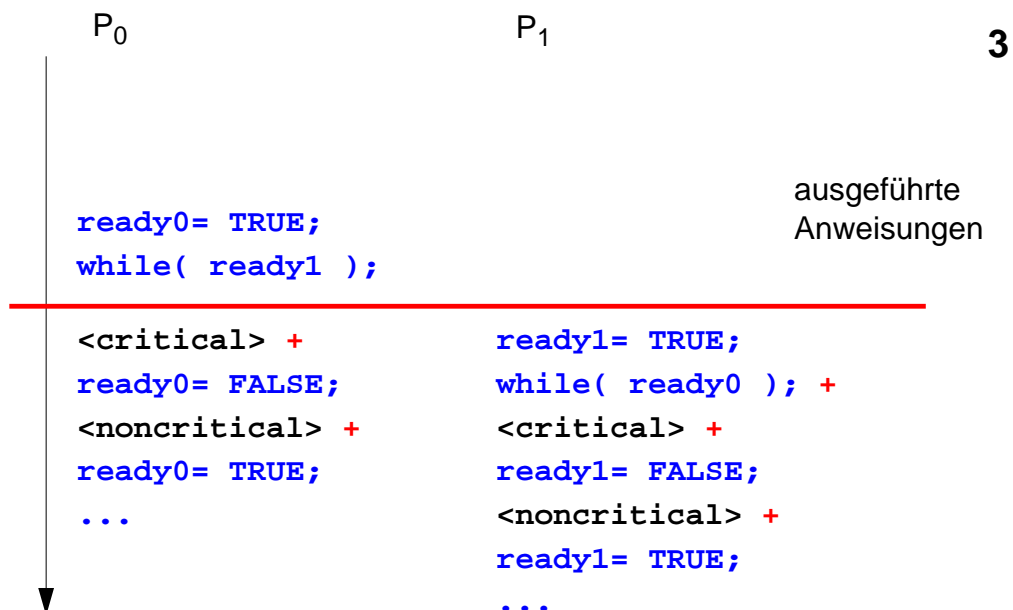 P0
P1
3
ausgeführte
Anweisungen
ready0= TRUE;
while( ready1 );
<critical> +
ready0= FALSE;
<noncritical> +
ready0= TRUE;
...
ready1= TRUE;
while( ready0 ); +
<critical> +
ready1= FALSE;
<noncritical> +
ready1= TRUE;
...